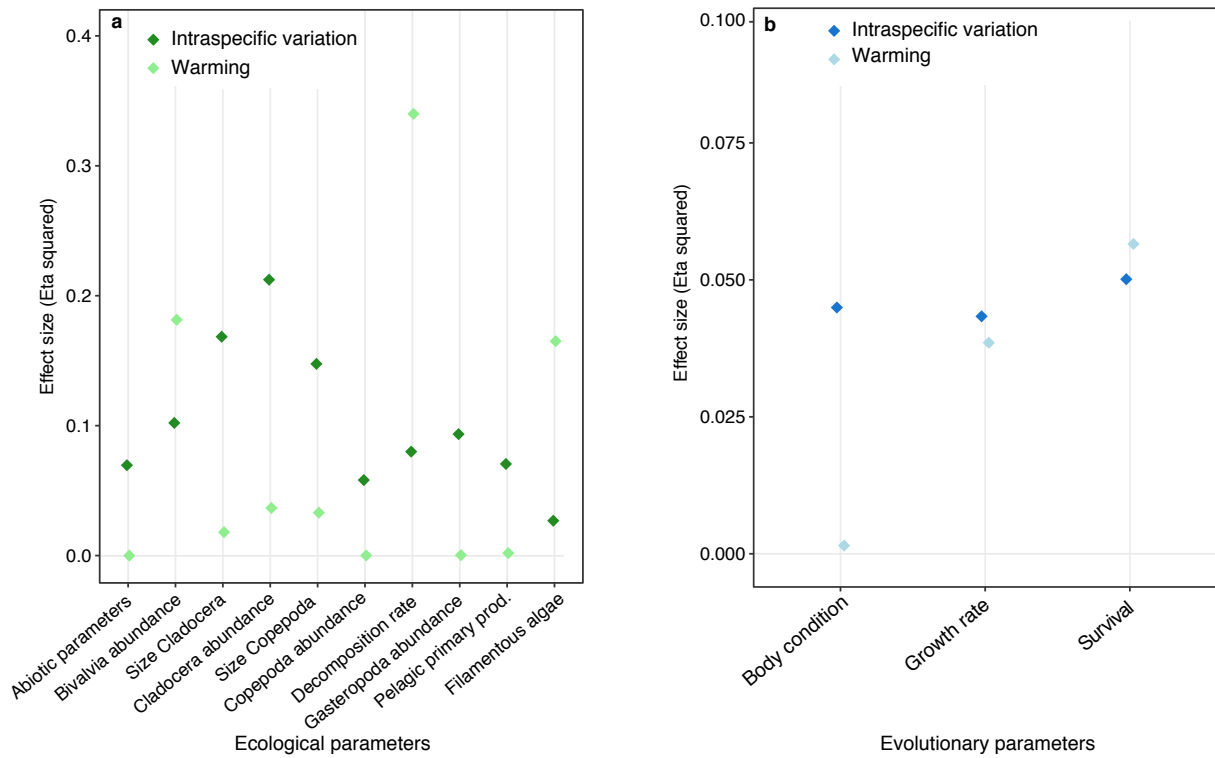 a
Intraspecific variation
Warming
0.4
0.3
0.2
0.1
0.0
Effect size (Eta squared)
Abiotic parameters
Bivalvia abundance
Size Cladocera
Cladocera abundance
Size Copepoda
Copepoda abundance
Decomposition rate
Gasteropoda abundance
Pelagic primary prod.
Filamentous algae
Ecological parameters
b
Intraspecific variation
Warming
0.100
0.075
0.050
0.025
0.000
Effect size (Eta squared)
Body condition
Growth rate
Survival
Evolutionary parameters